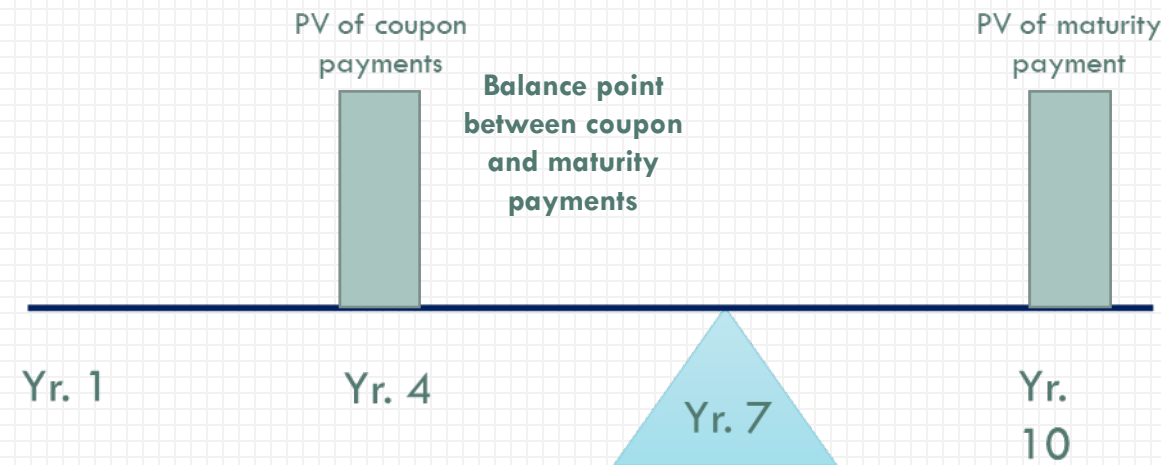 PV of coupon
payments
Balance point
between coupon
and maturity
payments
PV of maturity
payment
Yr. 1
Yr. 4
Yr. 7
Yr.
10